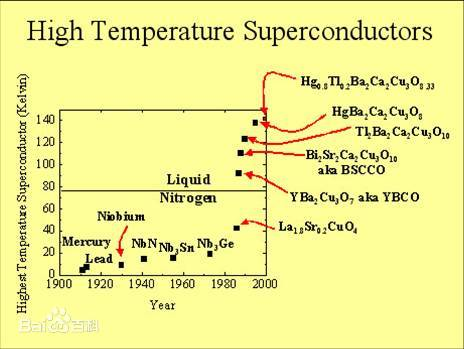 High Temperature Superconductors
Highest Temperature Superconductor (Kelvin)
140
120
100
80
60
40
20
0
1900 1920 1940 1960 1980 2000
Year
Mercury
Lead
Niobium
NbN
Nb₃Sn
Nb₃Ge
Liquid
Nitrogen
Hg₀.₈Tl₀.₂Ba₂Ca₂Cu₃O₈.₃₃
HgBa₂Ca₂Cu₃O₈
Tl₂Ba₂Ca₂Cu₃O₁₀
Bi₂Sr₂Ca₂Cu₃O₁₀
aka BSCCO
YBa₂Cu₃O₇ aka YBCO
La₁.₈Sr₀.₂CuO₄
Bai百科